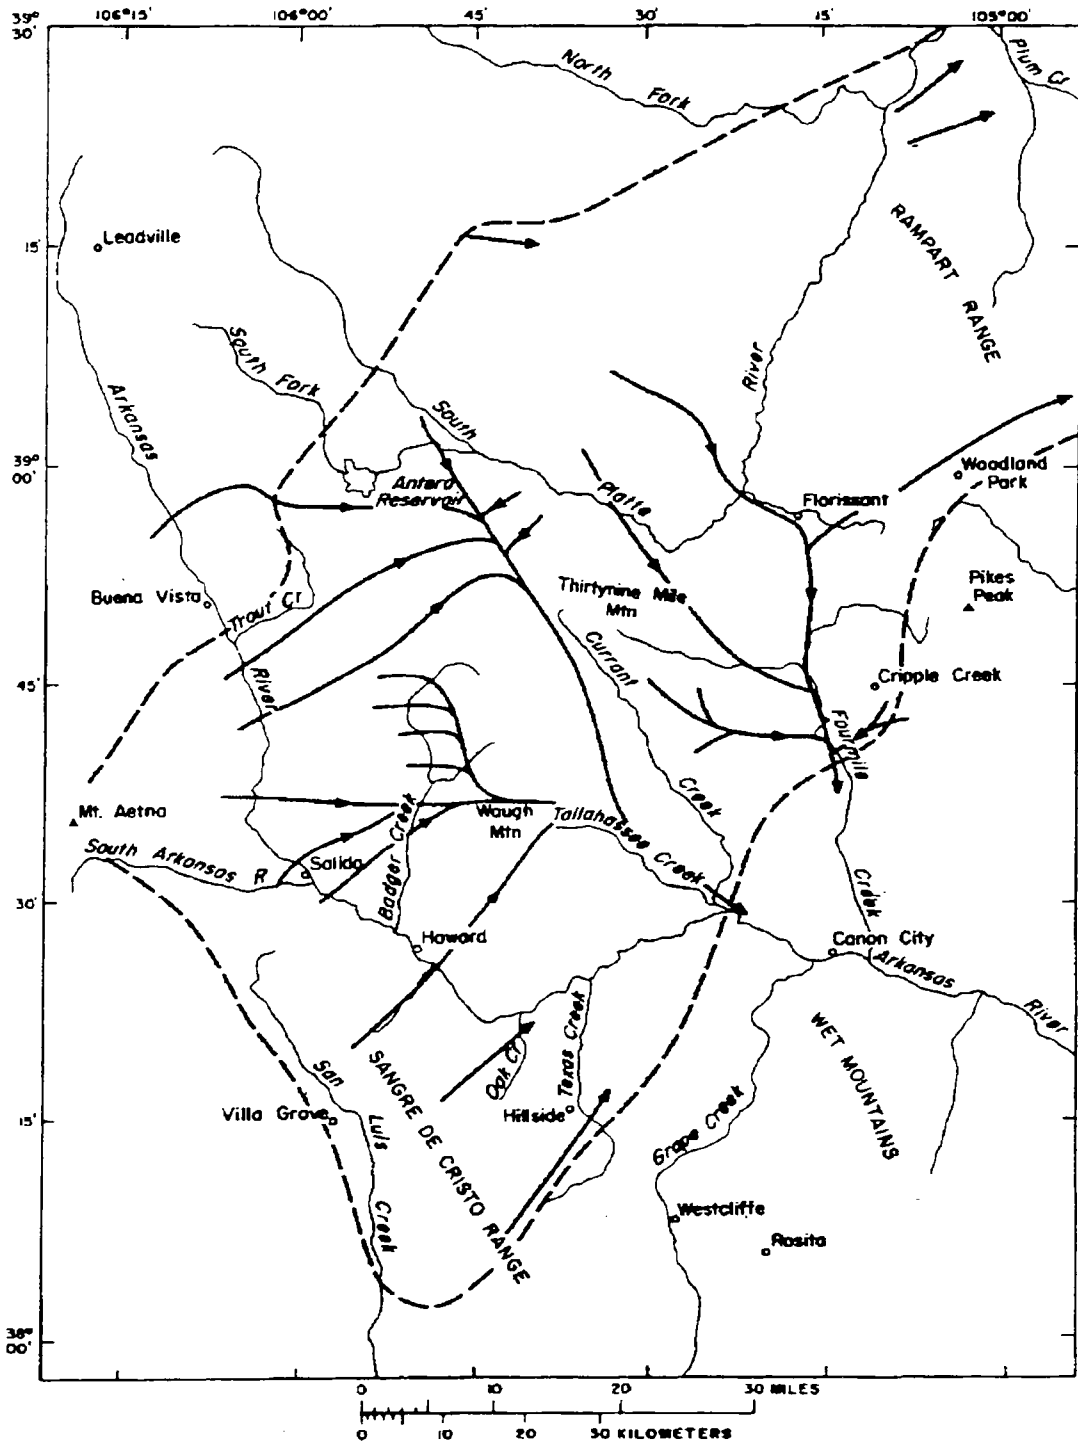 106°15' 106°00' 45' 30' 15' 105°00'
39°
30'
North
Fork
Plum Cr
Leadville
15'
RAMPART RANGE
South Fork
Arkansas
River
South
39°
00'
Woodland
Park
Antero
Reservoir
Platte
Florissant
Buena Vista
Trout Cr
Thirtynine Mile
Mtn
Pikes
Peak
Currant
River
45'
Cripple Creek
Fourmile
Creek
Mt. Aetna
Waugh
Mtn
Tallahassee Creek
South Arkansas R
Salida
Badger Creek
30'
Creek
Howard
Canon City
Arkansas
River
San
SANGRE DE CRISTO RANGE
Oak Cr
Texas Creek
WET MOUNTAINS
15'
Villa Grove
Luis
Hillside
Grape Creek
Creek
Westcliffe
Rosita
38°
00'
0 10 20 30 MILES
0 10 20 30 KILOMETERS